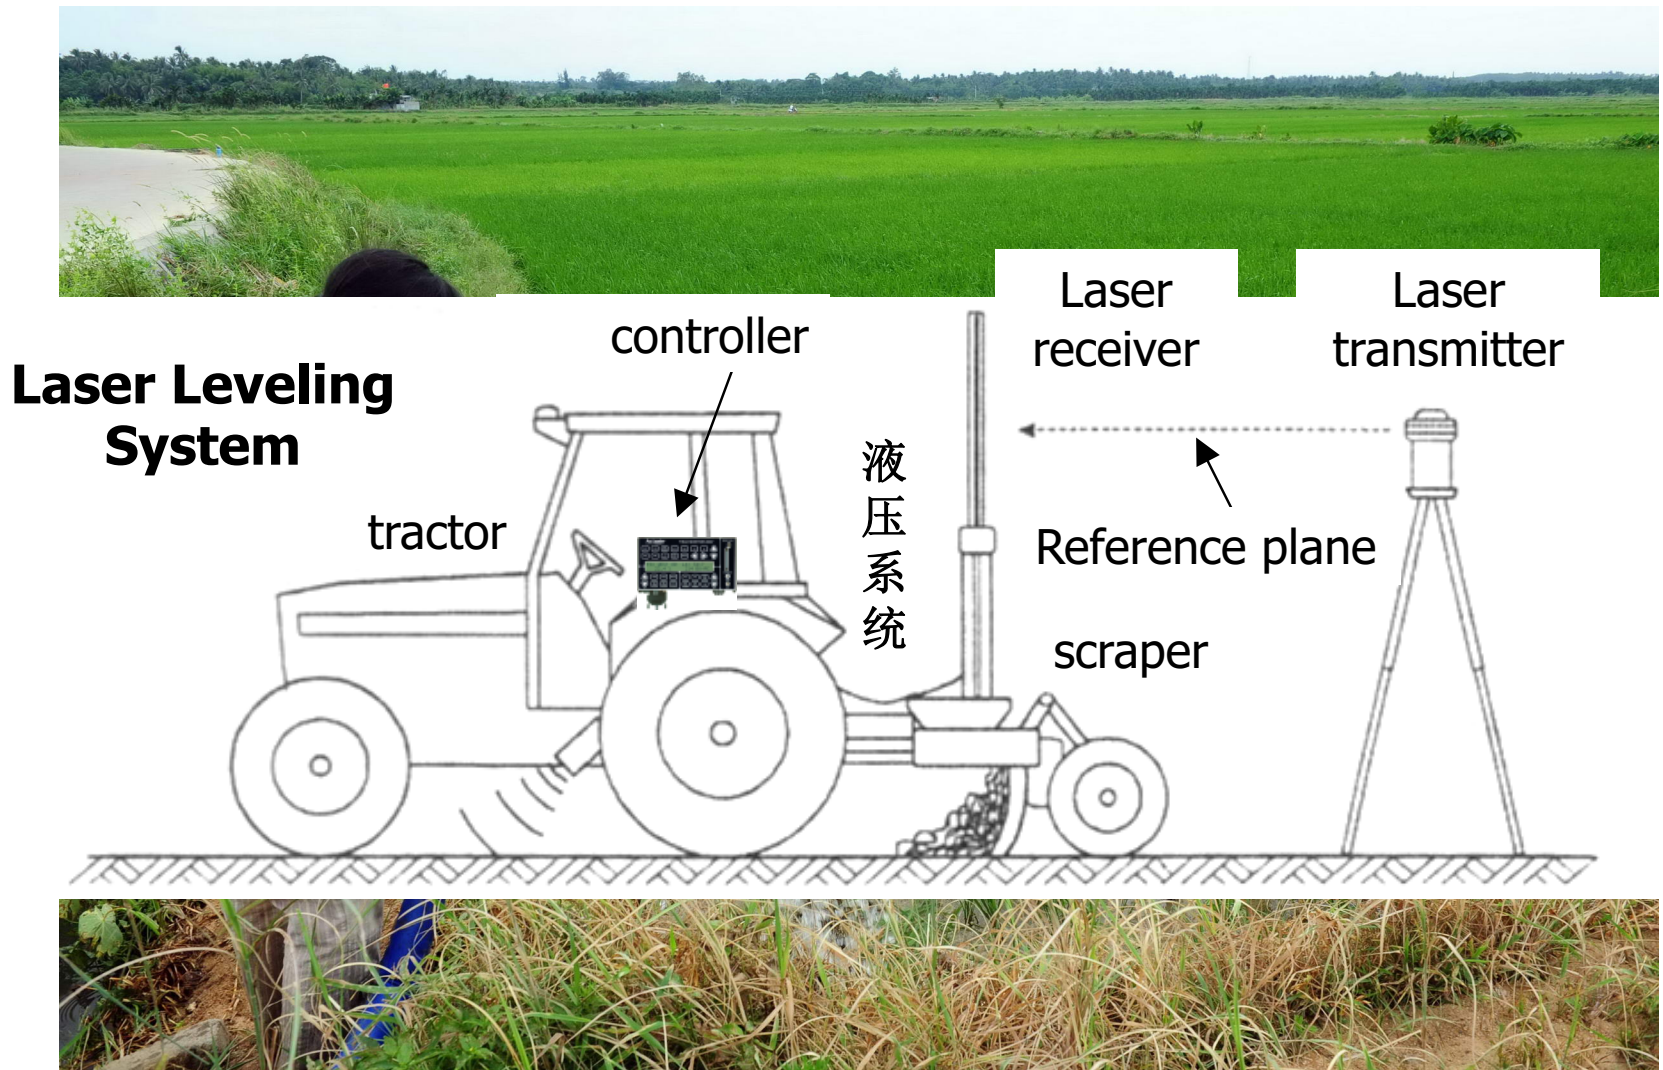 Laser
receiver
Laser
transmitter
controller
Laser Leveling
System
液
压
系
统
tractor
Reference plane
scraper